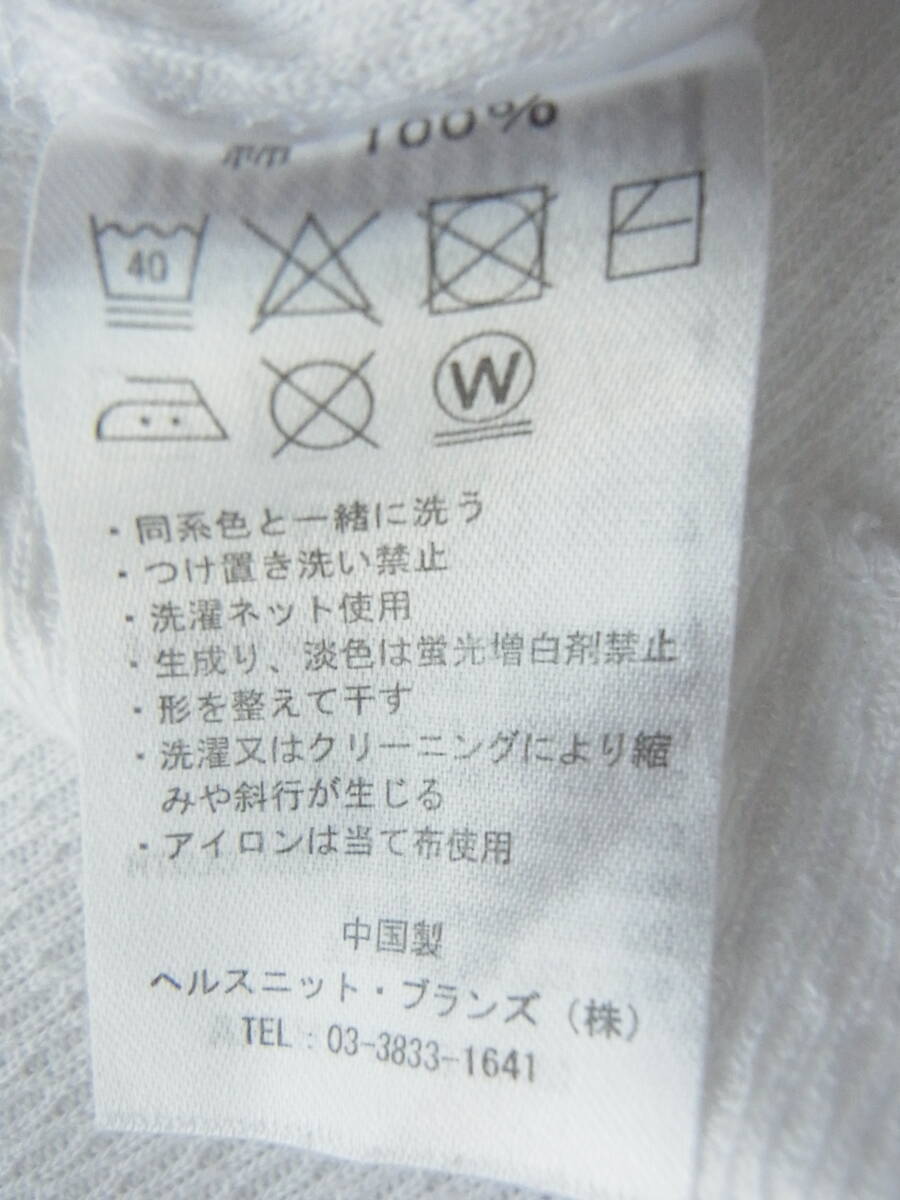 綿 100%
40
W
・同系色と一緒に洗う
・つけ置き洗い禁止
・洗濯ネット使用
・生成り、淡色は蛍光増白剤禁止
・形を整えて干す
・洗濯又はクリーニングにより縮
みや斜行が生じる
・アイロンは当て布使用
中国製
ヘルスニット・ブランズ（株）
TEL：03-3833-1641